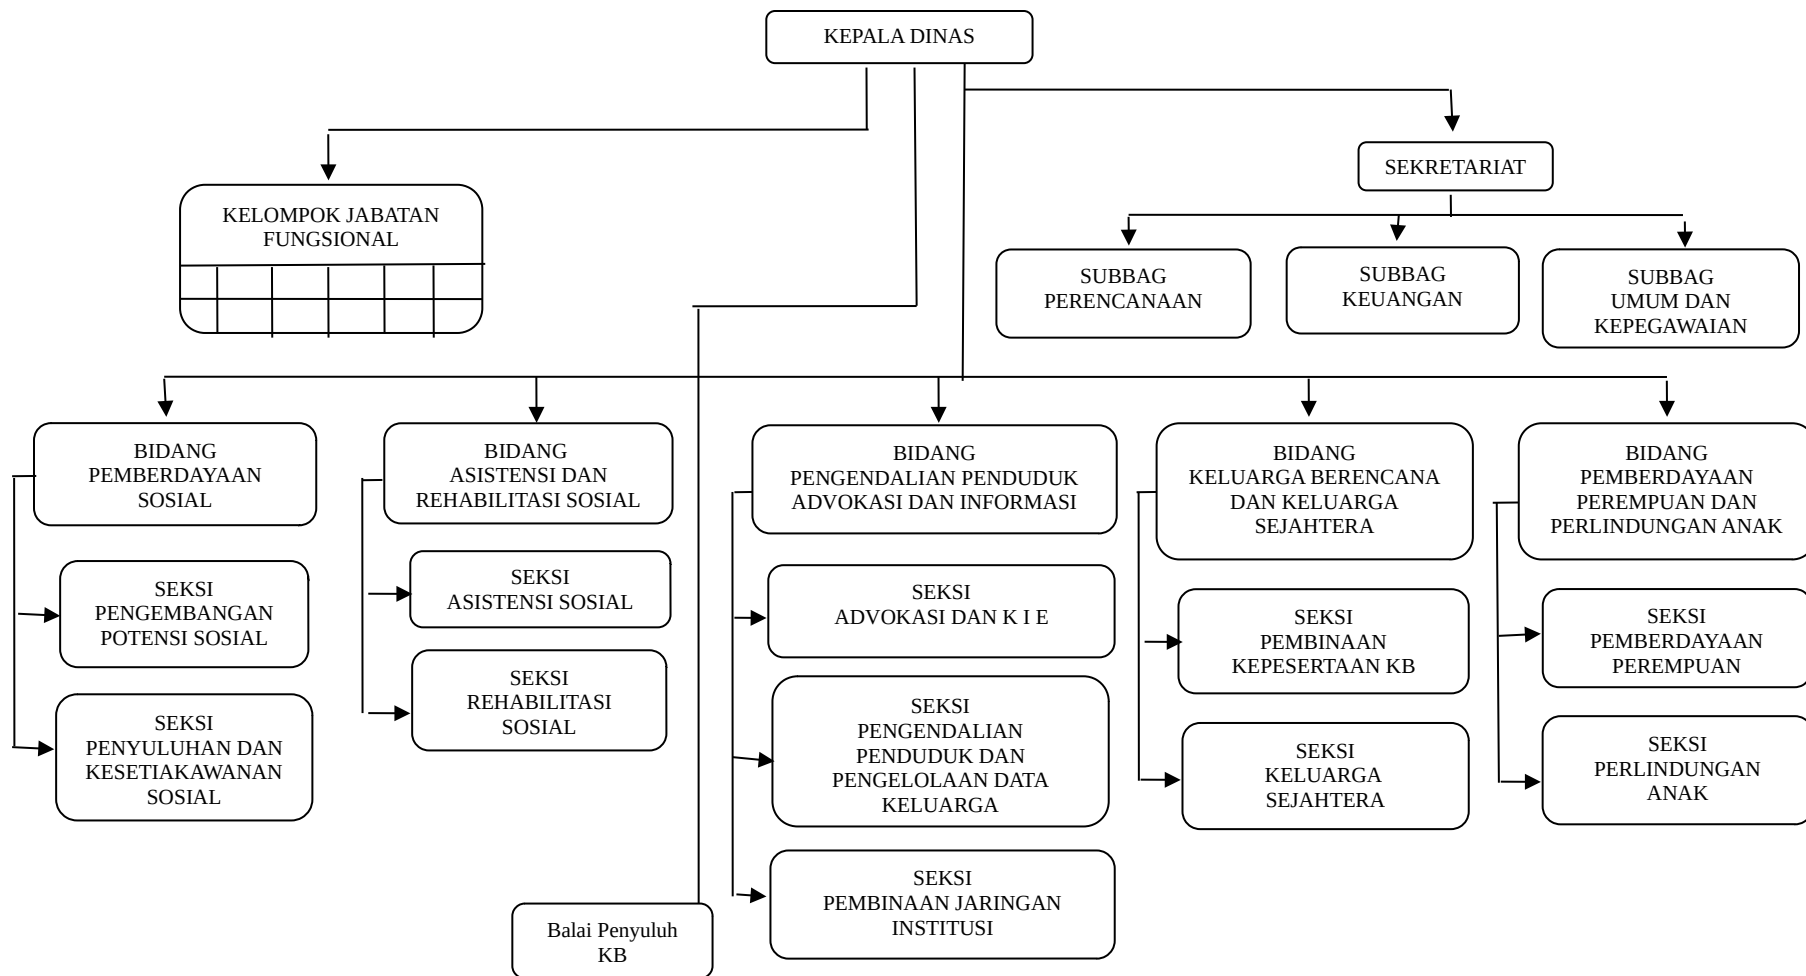 KEPALA DINAS
SEKRETARIAT
KELOMPOK JABATAN
FUNGSIONAL
SUBBAG
PERENCANAAN
SUBBAG
KEUANGAN
SUBBAG
UMUM DAN
KEPEGAWAIAN
BIDANG
PEMBERDAYAAN
SOSIAL
BIDANG
ASISTENSI DAN
REHABILITASI SOSIAL
BIDANG
PENGENDALIAN PENDUDUK
ADVOKASI DAN INFORMASI
BIDANG
KELUARGA BERENCANA
DAN KELUARGA
SEJAHTERA
BIDANG
PEMBERDAYAAN
PEREMPUAN DAN
PERLINDUNGAN ANAK
SEKSI
PENGEMBANGAN
POTENSI SOSIAL
SEKSI
ASISTENSI SOSIAL
SEKSI
ADVOKASI DAN K I E
SEKSI
PEMBINAAN
KEPESERTAAN KB
SEKSI
PEMBERDAYAAN
PEREMPUAN
SEKSI
PENYULUHAN DAN
KESETIAKAWANAN
SOSIAL
SEKSI
REHABILITASI
SOSIAL
SEKSI
PENGENDALIAN
PENDUDUK DAN
PENGELOLAAN DATA
KELUARGA
SEKSI
KELUARGA
SEJAHTERA
SEKSI
PERLINDUNGAN
ANAK
SEKSI
PEMBINAAN JARINGAN
INSTITUSI
Balai Penyuluh
KB